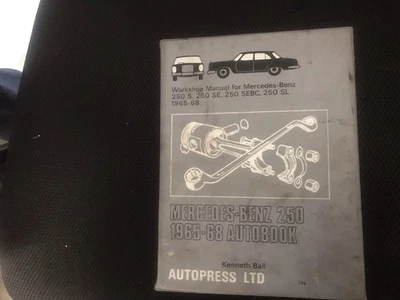 Workshop Manual for Mercedes-Benz
250 S, 250 SE, 250 SEBC, 250 SL
1965-68
MERCEDES-BENZ 250
1965-68 AUTOBOOK
Kenneth Ball
AUTOPRESS LTD